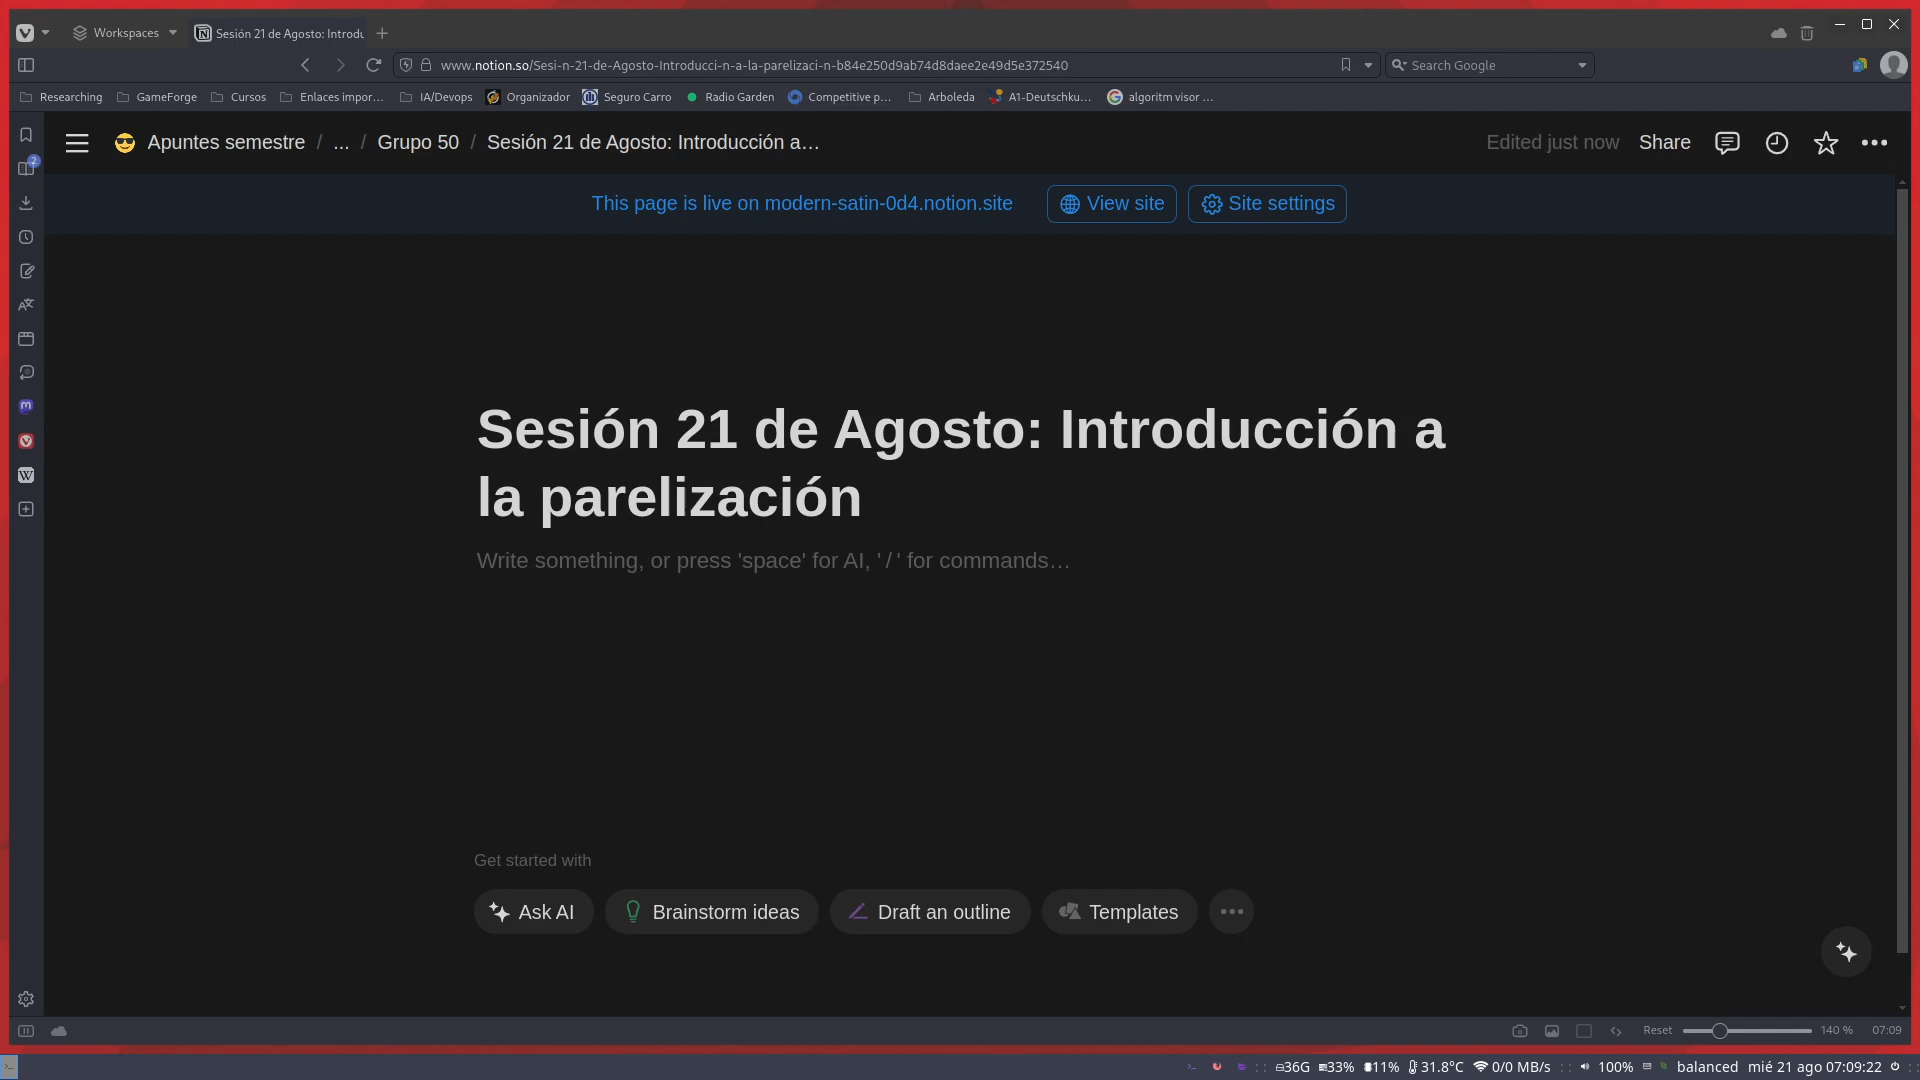 Workspaces
Sesión 21 de Agosto: Introdu
www.notion.so/Sesi-n-21-de-Agosto-Introducci-n-a-la-parelizaci-n-b84e250d9ab74d8daee2e49d5e372540
Search Google
Researching
GameForge
Cursos
Enlaces impor...
IA/Devops
Organizador
Seguro Carro
Radio Garden
Competitive p...
Arboleda
A1-Deutschku...
algoritm visor ...
2
Apuntes semestre / ... / Grupo 50 / Sesión 21 de Agosto: Introducción a...
Edited just now
Share
This page is live on modern-satin-0d4.notion.site
View site
Site settings
Sesión 21 de Agosto: Introducción a
la parelización
Write something, or press 'space' for AI, '/' for commands…
Get started with
Ask AI
Brainstorm ideas
Draft an outline
Templates
Reset
140 %
07:09
36G
33%
11%
31.8°C
0/0 MB/s
100%
balanced
mié 21 ago 07:09:22